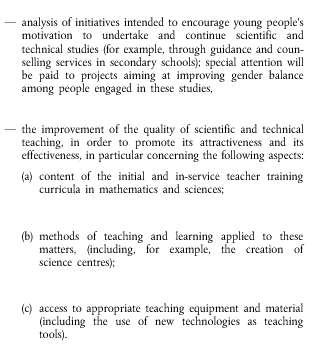 — analysis of initiatives intended to encourage young people's
motivation to undertake and continue scientific and
technical studies (for example, through guidance and coun-
selling services in secondary schools); special attention will
be paid to projects aiming at improving gender balance
among people engaged in these studies,
— the improvement of the quality of scientific and technical
teaching, in order to promote its attractiveness and its
effectiveness, in particular concerning the following aspects:
(a) content of the initial and in-service teacher training
curricula in mathematics and sciences;
(b) methods of teaching and learning applied to these
matters, (including, for example, the creation of
science centres);
(c) access to appropriate teaching equipment and material
(including the use of new technologies as teaching
tools).